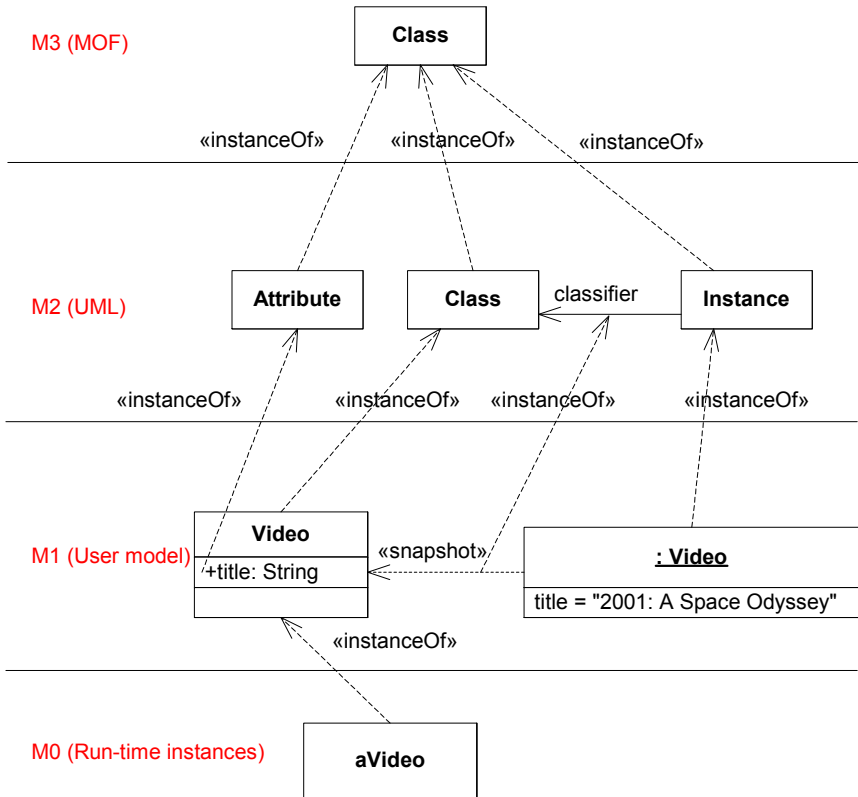 M3 (MOF)
Class
«instanceOf» «instanceOf» «instanceOf»
M2 (UML)
Attribute
Class
classifier
Instance
«instanceOf» «instanceOf» «instanceOf» «instanceOf»
M1 (User model)
Video
+title: String
«snapshot»
: Video
title = "2001: A Space Odyssey"
«instanceOf»
M0 (Run-time instances)
aVideo